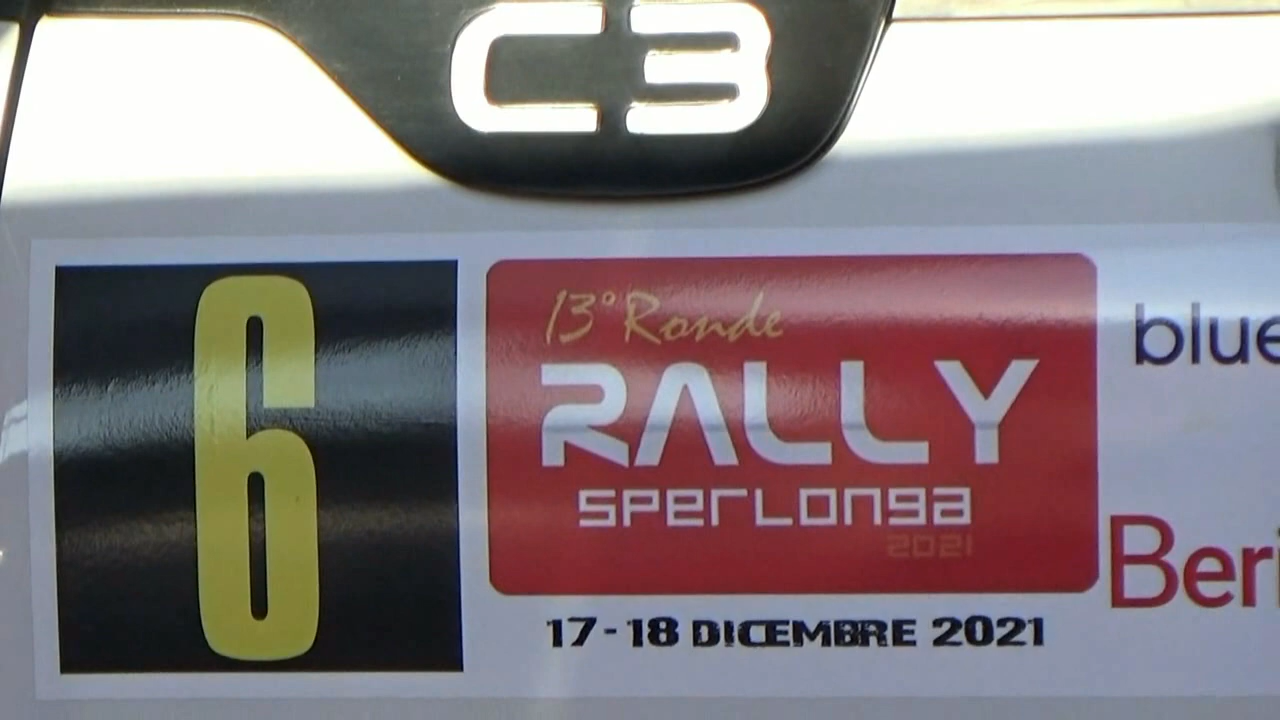 C3
6
13° Ronde
RALLY
SPERLONGA
2021
17-18 DICEMBRE 2021
blue
Beri